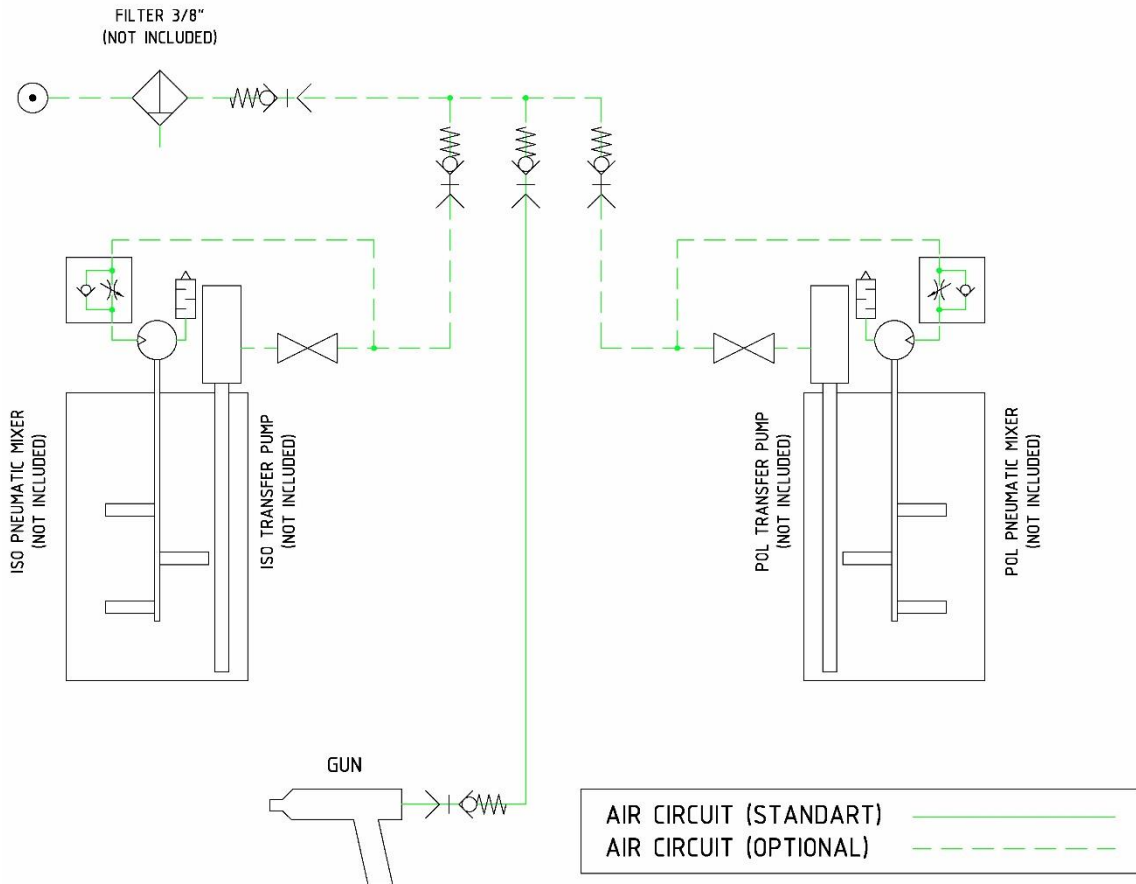 FILTER 3/8"
(NOT INCLUDED)
ISO PNEUMATIC MIXER
(NOT INCLUDED)
ISO TRANSFER PUMP
(NOT INCLUDED)
POL TRANSFER PUMP
(NOT INCLUDED)
POL PNEUMATIC MIXER
(NOT INCLUDED)
GUN
AIR CIRCUIT (STANDART)
AIR CIRCUIT (OPTIONAL)